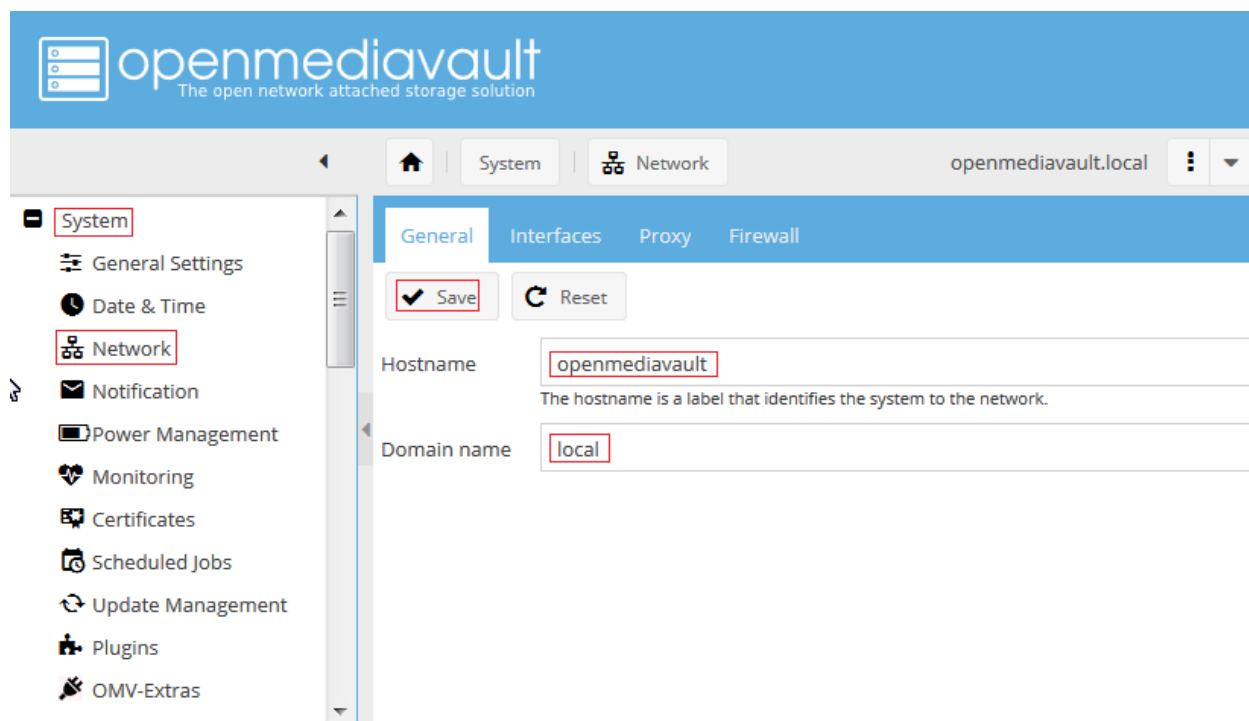 openmediavault
The open network attached storage solution
System
Network
openmediavault.local
System
General Settings
Date & Time
Network
Notification
Power Management
Monitoring
Certificates
Scheduled Jobs
Update Management
Plugins
OMV-Extras
General Interfaces Proxy Firewall
Save Reset
Hostname openmediavault
The hostname is a label that identifies the system to the network.
Domain name local